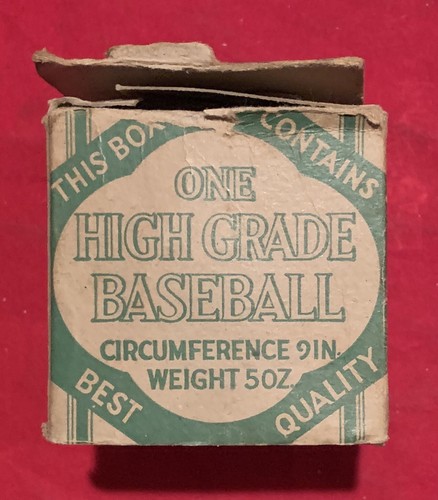 THIS BOX CONTAINS
ONE
HIGH GRADE
BASEBALL
CIRCUMFERENCE 9IN.
WEIGHT 5OZ.
BEST QUALITY